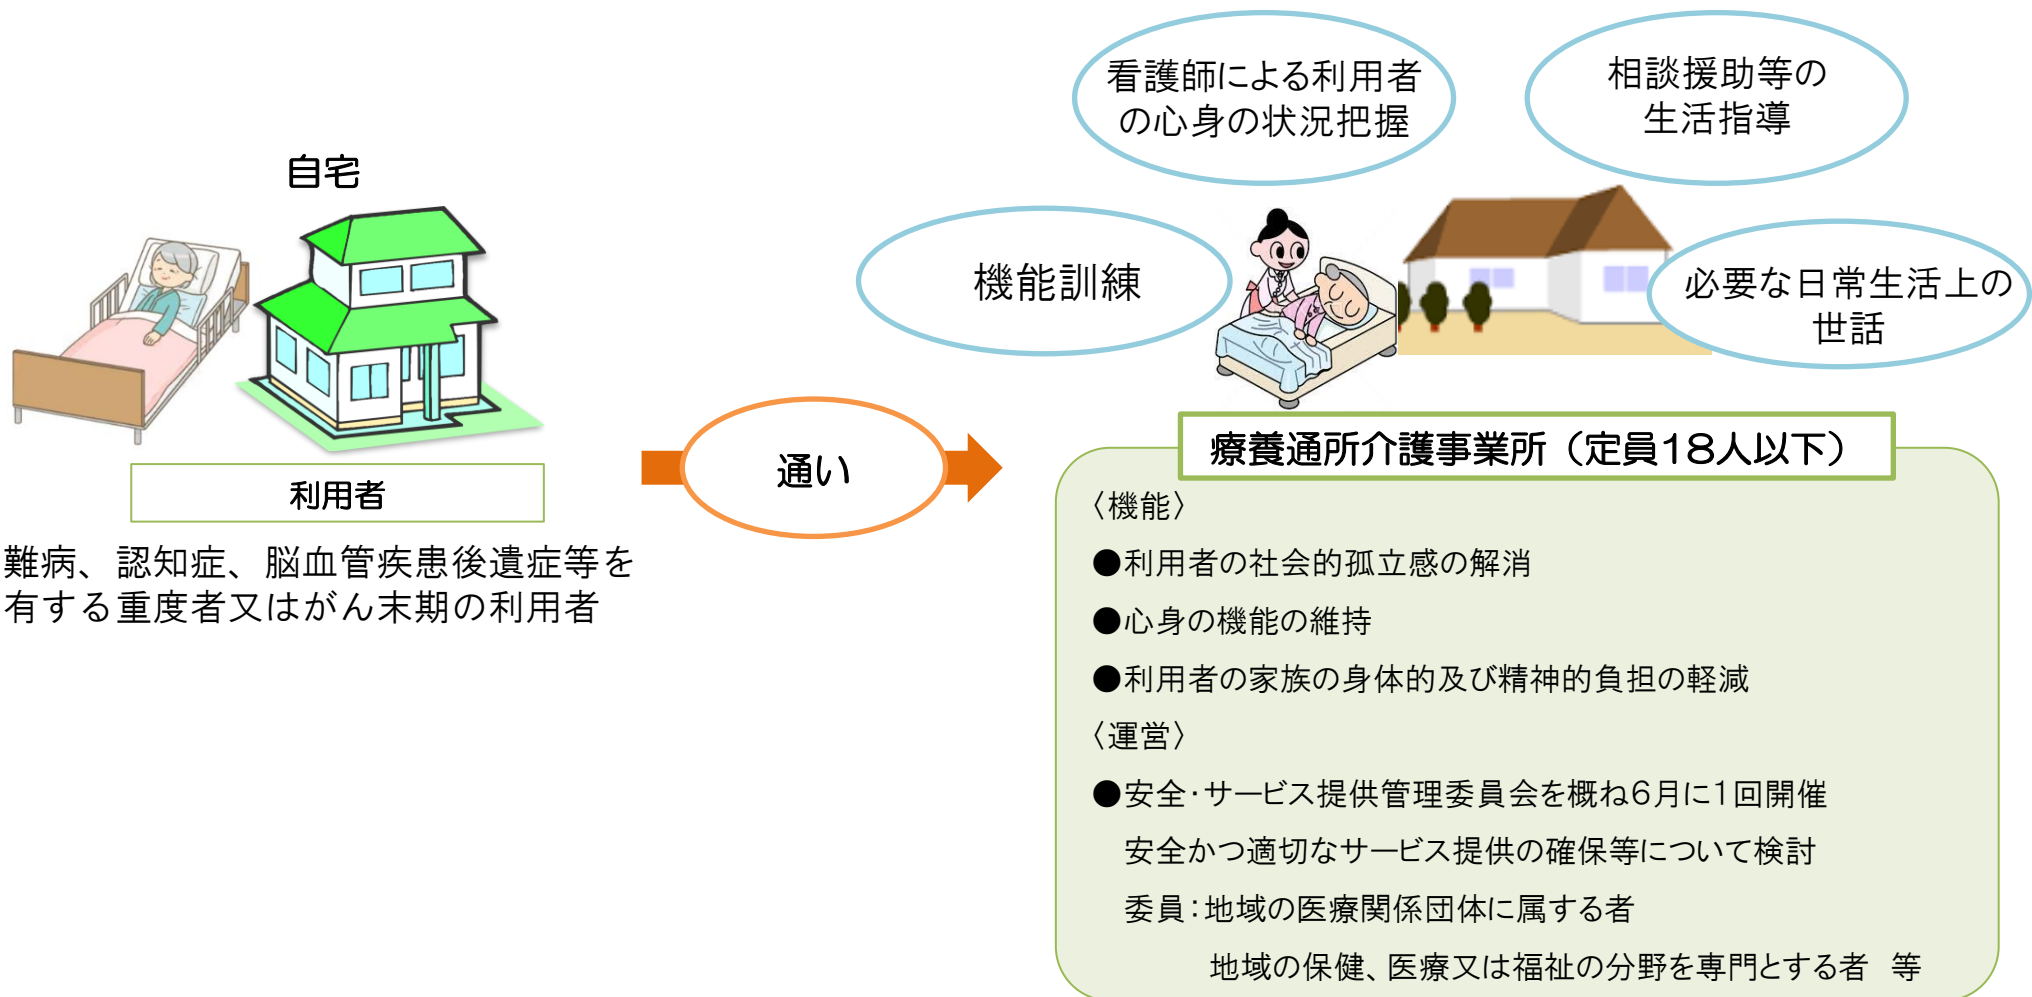 自宅
利用者
難病、認知症、脳血管疾患後遺症等を
有する重度者又はがん末期の利用者
通い
看護師による利用者
の心身の状況把握
相談援助等の
生活指導
機能訓練
必要な日常生活上の
世話
療養通所介護事業所（定員18人以下）
〈機能〉
●利用者の社会的孤立感の解消
●心身の機能の維持
●利用者の家族の身体的及び精神的負担の軽減
〈運営〉
●安全・サービス提供管理委員会を概ね6月に1回開催
安全かつ適切なサービス提供の確保等について検討
委員：地域の医療関係団体に属する者
地域の保健、医療又は福祉の分野を専門とする者　等